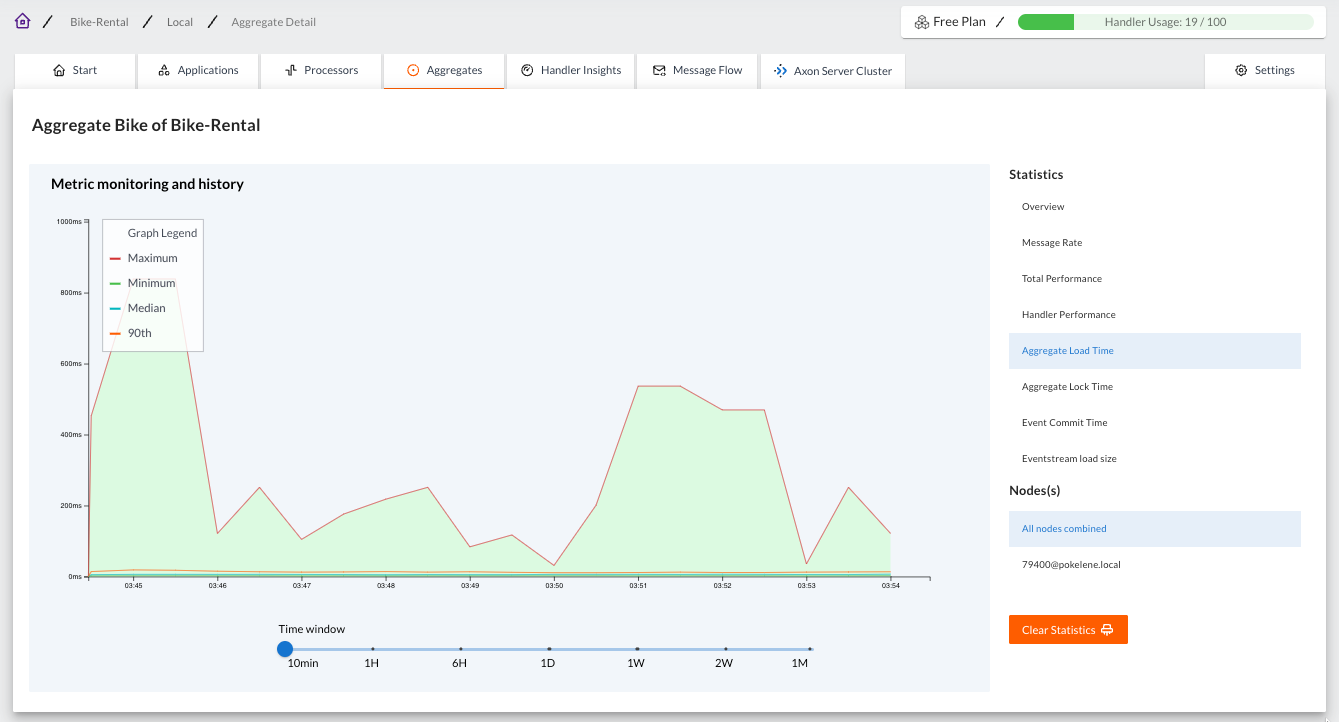 Bike-Rental / Local / Aggregate Detail
Free Plan / Handler Usage: 19 / 100
Start Applications Processors Aggregates Handler Insights Message Flow Axon Server Cluster Settings
Aggregate Bike of Bike-Rental
Metric monitoring and history
1000ms
800ms
600ms
400ms
200ms
0ms
Graph Legend
Maximum
Minimum
Median
90th
03:45 03:46 03:47 03:48 03:49 03:50 03:51 03:52 03:53 03:54
Time window
10min 1H 6H 1D 1W 2W 1M
Statistics
Overview
Message Rate
Total Performance
Handler Performance
Aggregate Load Time
Aggregate Lock Time
Event Commit Time
Eventstream load size
Nodes(s)
All nodes combined
79400@pokelene.local
Clear Statistics